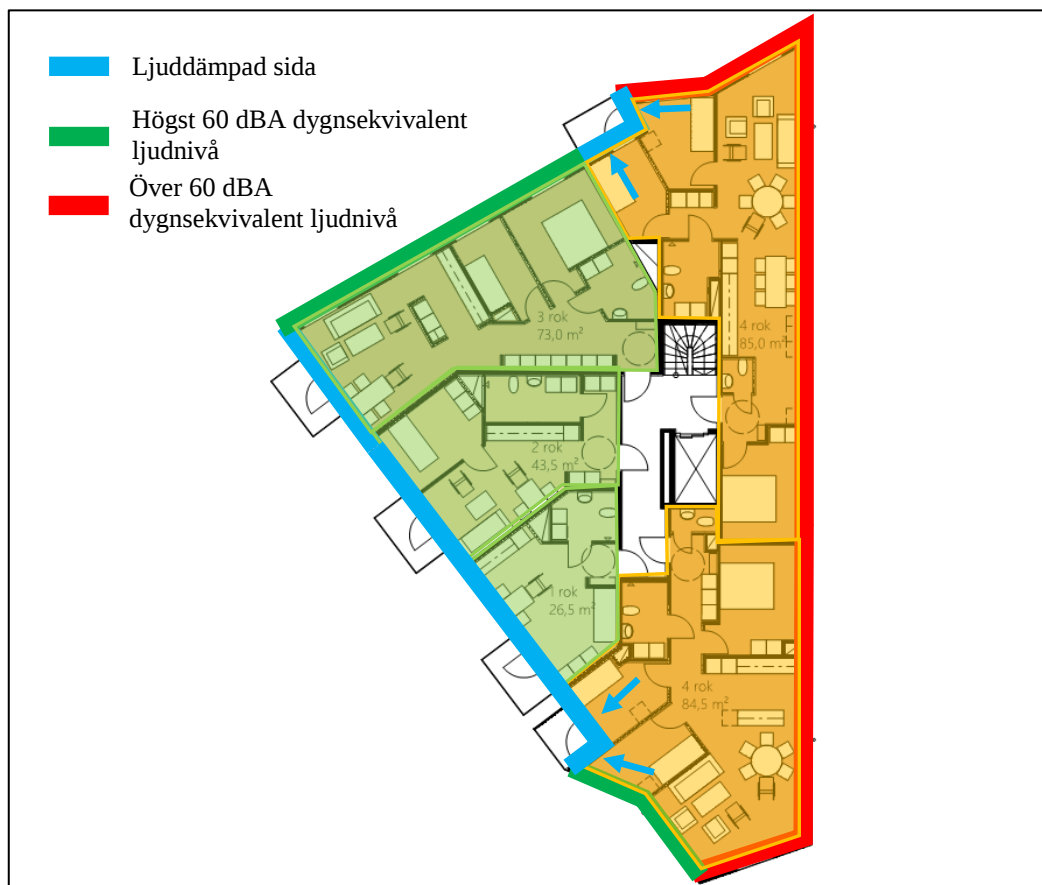 Ljuddämpad sida
Högst 60 dBA dygnsekvivalent
ljudnivå
Över 60 dBA
dygnsekvivalent ljudnivå
3 rok
73,0 m²
4 rok
85,0 m²
2 rok
43,5 m²
1 rok
26,5 m²
4 rok
84,5 m²